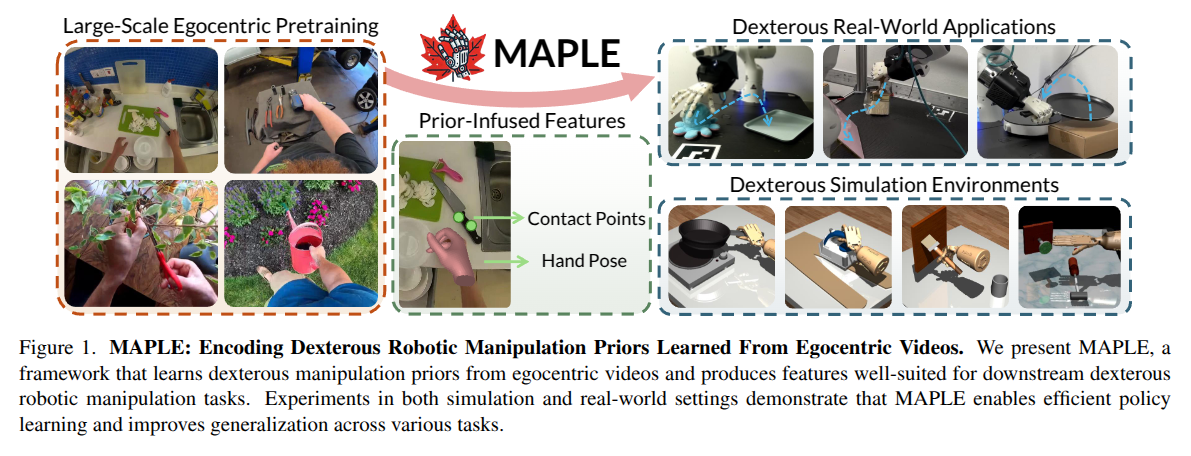 Large-Scale Egocentric Pretraining
MAPLE
Prior-Infused Features
Contact Points
Hand Pose
Dexterous Real-World Applications
Dexterous Simulation Environments
Figure 1. MAPLE: Encoding Dexterous Robotic Manipulation Priors Learned From Egocentric Videos. We present MAPLE, a
framework that learns dexterous manipulation priors from egocentric videos and produces features well-suited for downstream dexterous
robotic manipulation tasks. Experiments in both simulation and real-world settings demonstrate that MAPLE enables efficient policy
learning and improves generalization across various tasks.